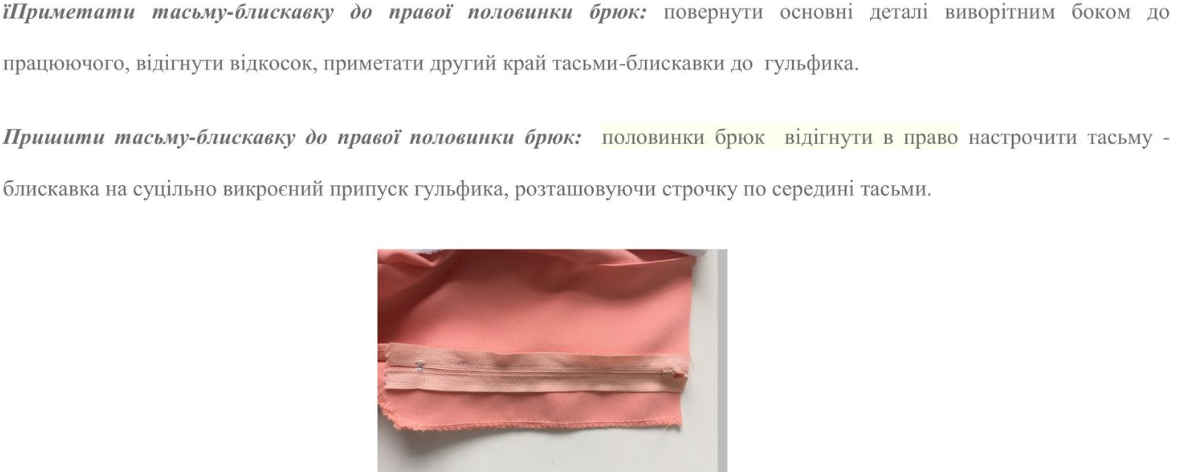 їПриметати тасьму-блискавку до правої половинки брюк: повернути основні деталі виворітним боком до
працюючого, відігнути відкосок, приметати другий край тасьми-блискавки до гульфика.
Пришити тасьму-блискавку до правої половинки брюк: половинки брюк відігнути в право настрочити тасьму -
блискавка на суцільно викроєний припуск гульфика, розташовуючи строчку по середині тасьми.